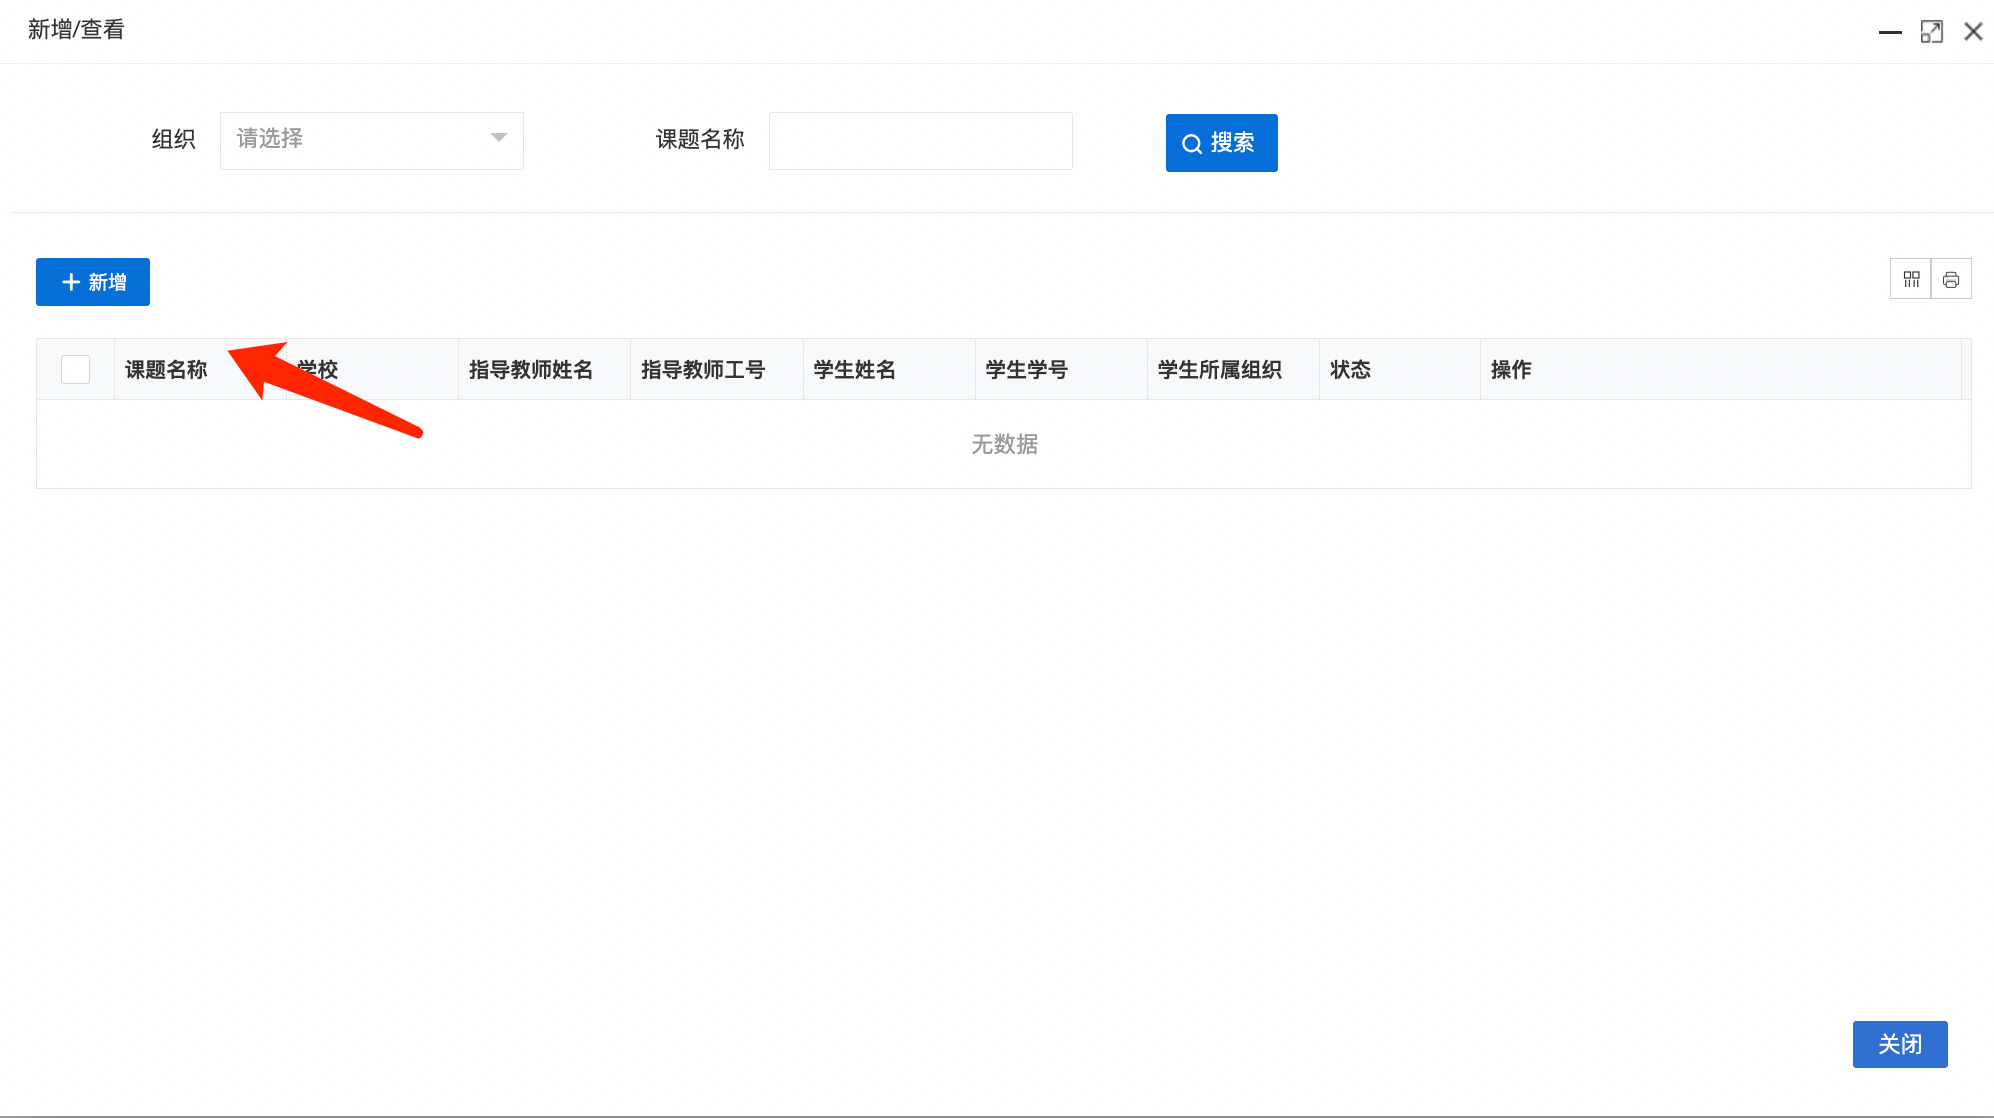 新增/查看
组织 请选择 课题名称 搜索
新增
课题名称 学校 指导教师姓名 指导教师工号 学生姓名 学生学号 学生所属组织 状态 操作
无数据
关闭